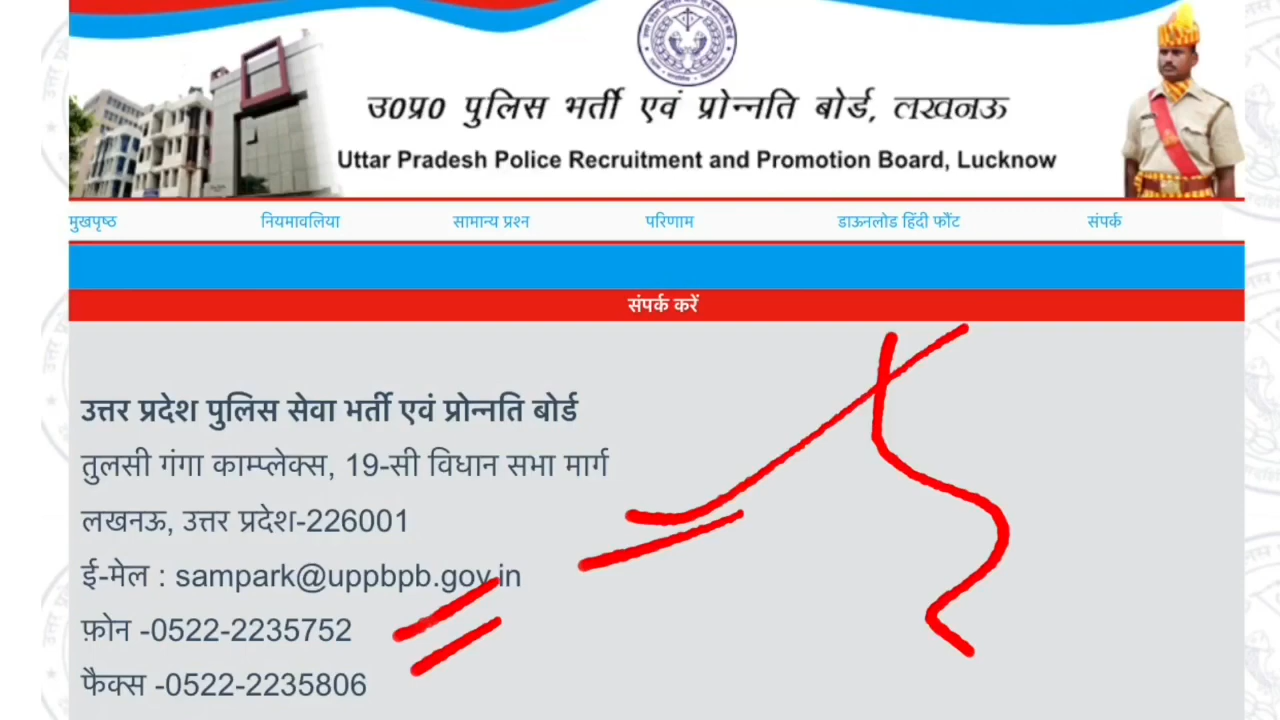 उ0प्र0 पुलिस भर्ती एवं प्रोन्नति बोर्ड, लखनऊ
Uttar Pradesh Police Recruitment and Promotion Board, Lucknow
मुखपृष्ठ नियमावलिया सामान्य प्रश्न परिणाम डाऊनलोड हिंदी फोंट संपर्क
संपर्क करें
उत्तर प्रदेश पुलिस सेवा भर्ती एवं प्रोन्नति बोर्ड
तुलसी गंगा काम्प्लेक्स, 19-सी विधान सभा मार्ग
लखनऊ, उत्तर प्रदेश-226001
ई-मेल : sampark@uppbpb.gov.in
फ़ोन -0522-2235752
फैक्स -0522-2235806